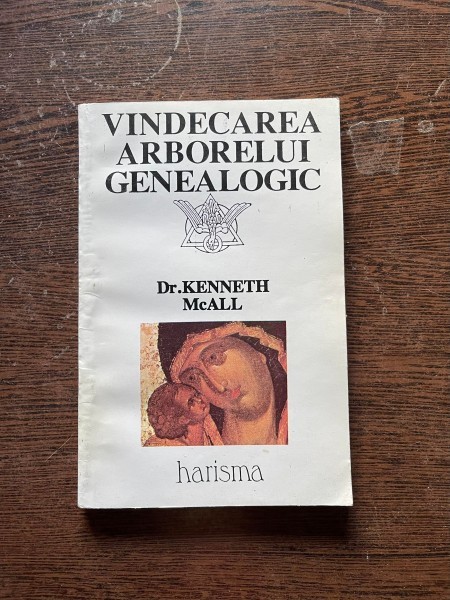 VINDECAREA
ARBORELUI
GENEALOGIC
Dr.KENNETH
McALL
harisma